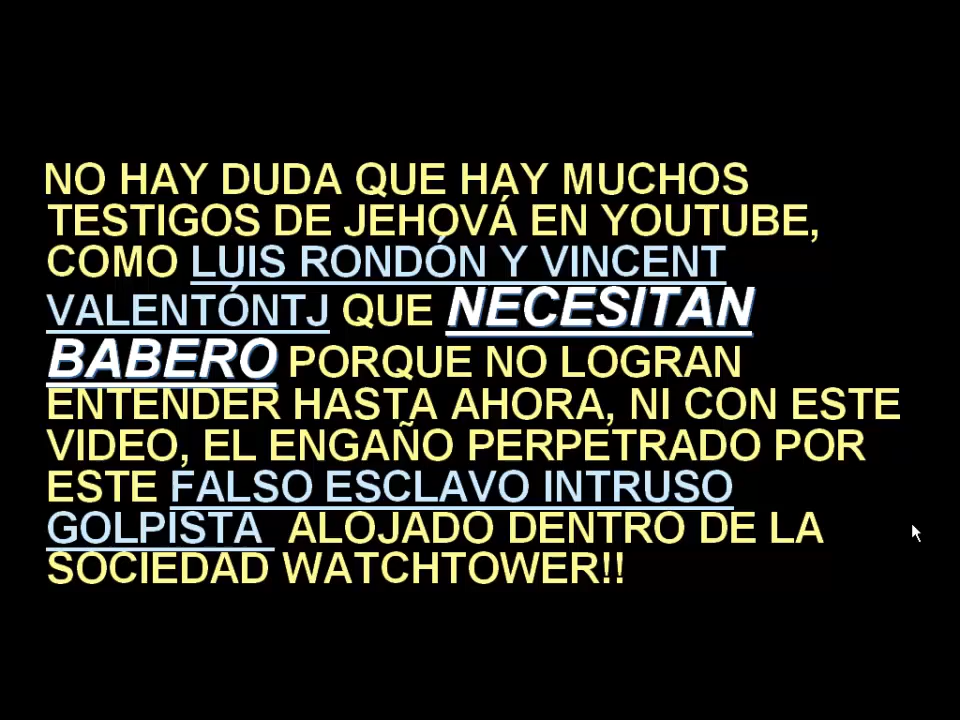 NO HAY DUDA QUE HAY MUCHOS
TESTIGOS DE JEHOVÁ EN YOUTUBE,
COMO LUIS RONDÓN Y VINCENT
VALENTÓNTJ QUE NECESITAN
BABERO PORQUE NO LOGRAN
ENTENDER HASTA AHORA, NI CON ESTE
VIDEO, EL ENGAÑO PERPETRADO POR
ESTE FALSO ESCLAVO INTRUSO
GOLPISTA ALOJADO DENTRO DE LA
SOCIEDAD WATCHTOWER!!